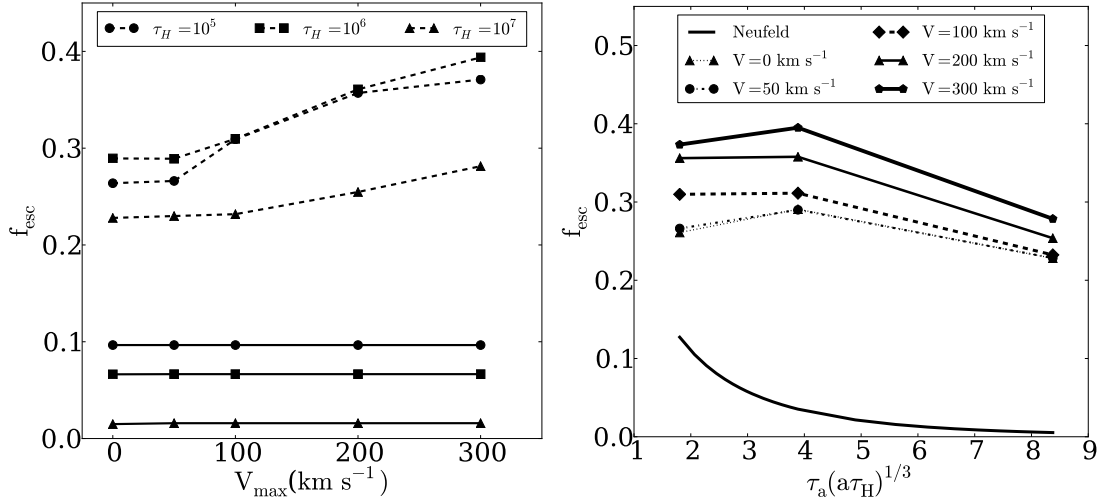 τ_H =10^5 τ_H =10^6 τ_H =10^7
0.4
0.3
0.2
0.1
0.0
f_esc
0 100 200 300
V_max(km s^−1)
Neufeld
V=0 km s^−1
V=50 km s^−1
V=100 km s^−1
V=200 km s^−1
V=300 km s^−1
0.5
0.4
0.3
0.2
0.1
0.0
f_esc
1 2 3 4 5 6 7 8 9
τ_a(aτ_H)^1/3